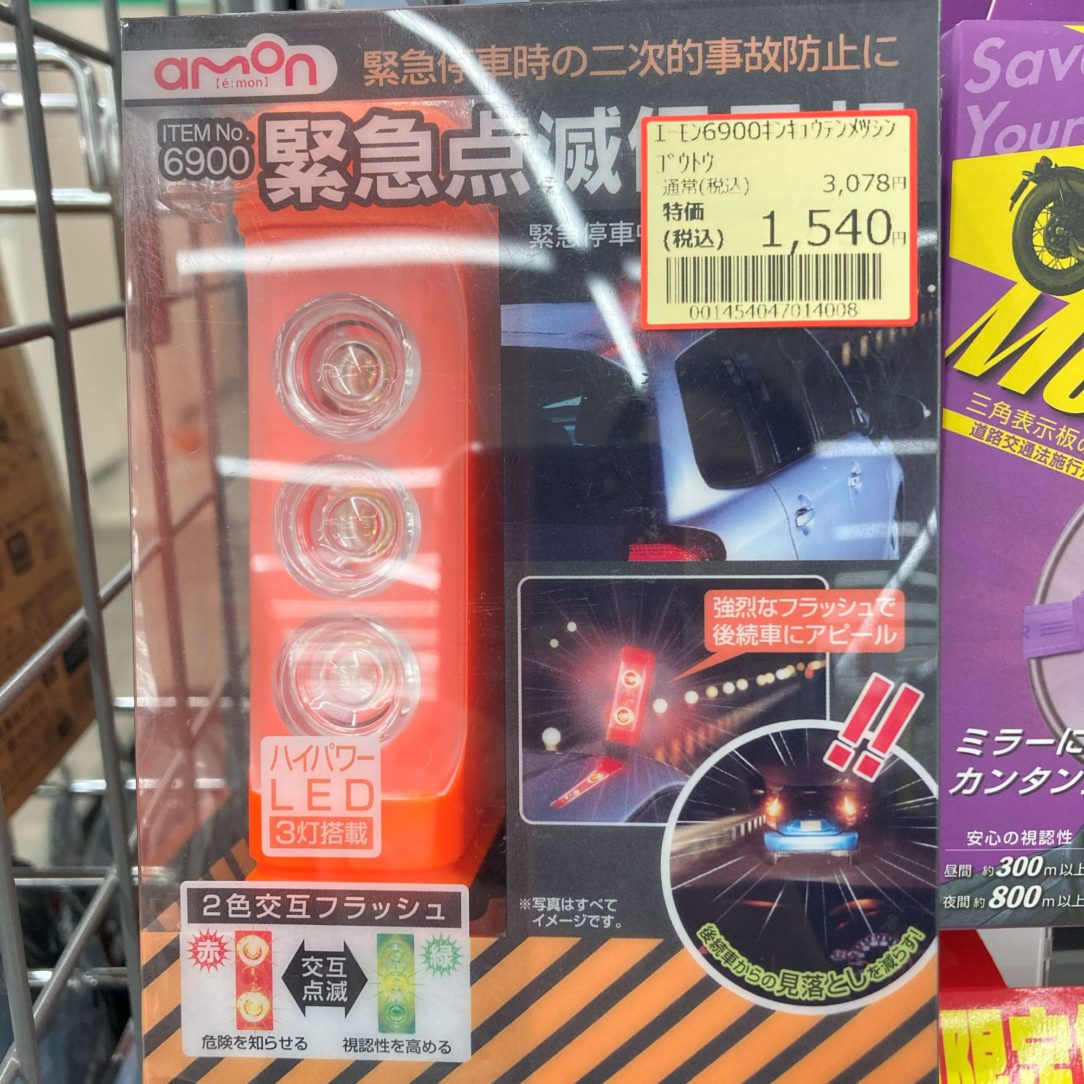 amon
[é:mon]
緊急停車時の二次的事故防止に
ITEM No.
6900
緊急点滅
緊急停車
エーモン6900キンキュウテンメツシン
ゴウトウ
通常(税込) 3,078円
特価
(税込) 1,540円
001454047014008
強烈なフラッシュで
後続車にアピール
!!
ハイパワー
LED
3灯搭載
※写真はすべて
イメージです。
後続車からの見落としを減らす!
2色交互フラッシュ
赤
交互
点滅
緑
危険を知らせる
視認性を高める
Save
Your
三角表示板の
道路交通法施行
ミラーに
カンタン
安心の視認性
昼間 約300m以上
夜間 約800m以上
限定